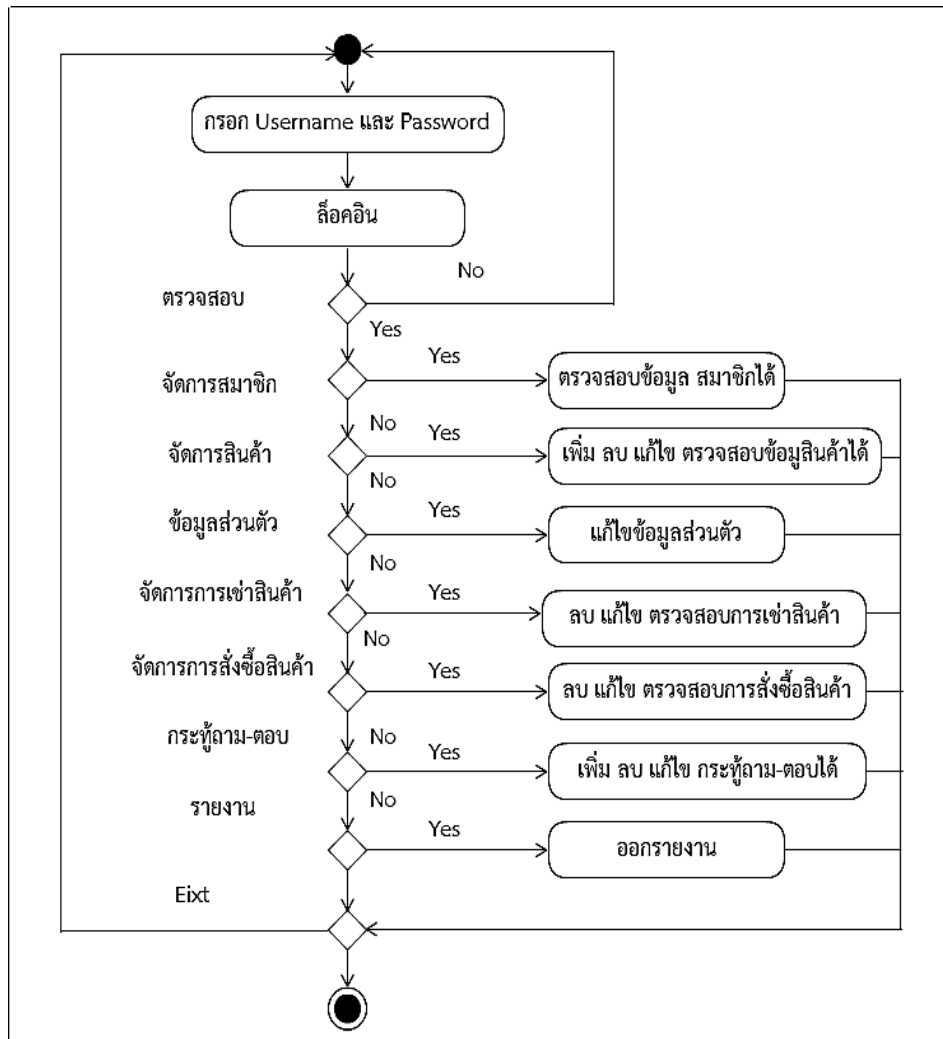 กรอก Username และ Password
ล็อคอิน
No
ตรวจสอบ
Yes
Yes
จัดการสมาชิก
ตรวจสอบข้อมูล สมาชิกได้
No
Yes
จัดการสินค้า
เพิ่ม ลบ แก้ไข ตรวจสอบข้อมูสินค้าได้
No
Yes
ข้อมูลส่วนตัว
แก้ไขข้อมูลส่วนตัว
No
Yes
จัดการการเช่าสินค้า
ลบ แก้ไข ตรวจสอบการเช่าสินค้า
No
Yes
จัดการการสั่งซื้อสินค้า
ลบ แก้ไข ตรวจสอบการสั่งซื้อสินค้า
กระทู้ถาม-ตอบ
No
Yes
เพิ่ม ลบ แก้ไข กระทู้ถาม-ตอบได้
รายงาน
No
Yes
ออกรายงาน
Eixt